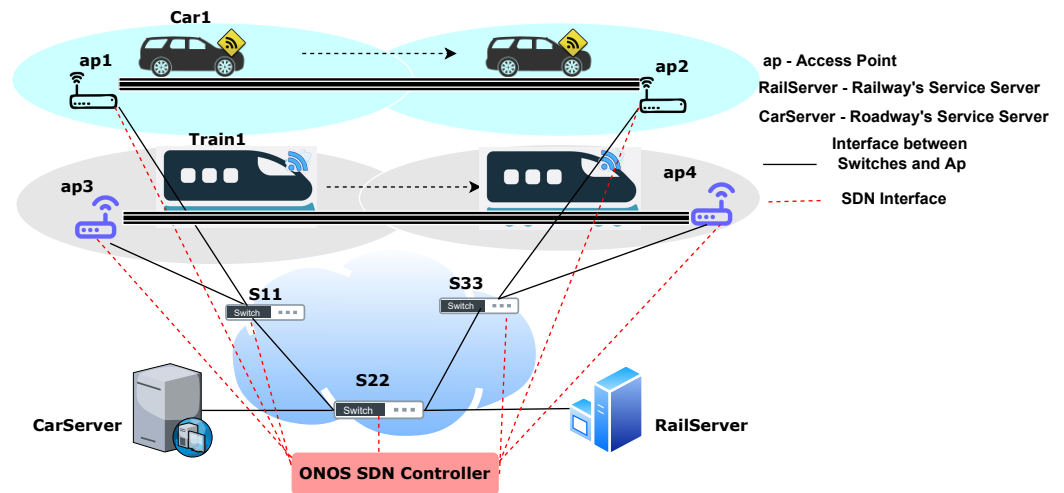 Car1
ap1
ap2
ap - Access Point
RailServer - Railway's Service Server
CarServer - Roadway's Service Server
Interface between
Switches and Ap
SDN Interface
Train1
ap3
ap4
S11
Switch
S33
Switch
S22
Switch
CarServer
RailServer
ONOS SDN Controller